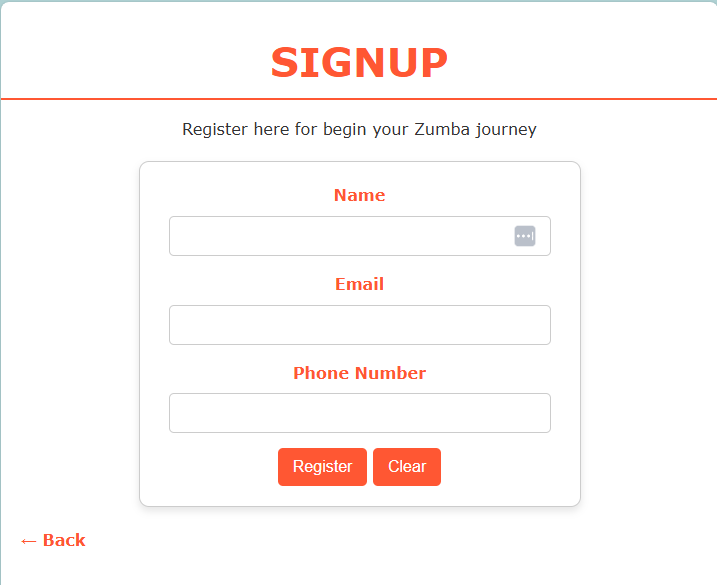 SIGNUP
Register here for begin your Zumba journey
Name
Email
Phone Number
Register Clear
← Back